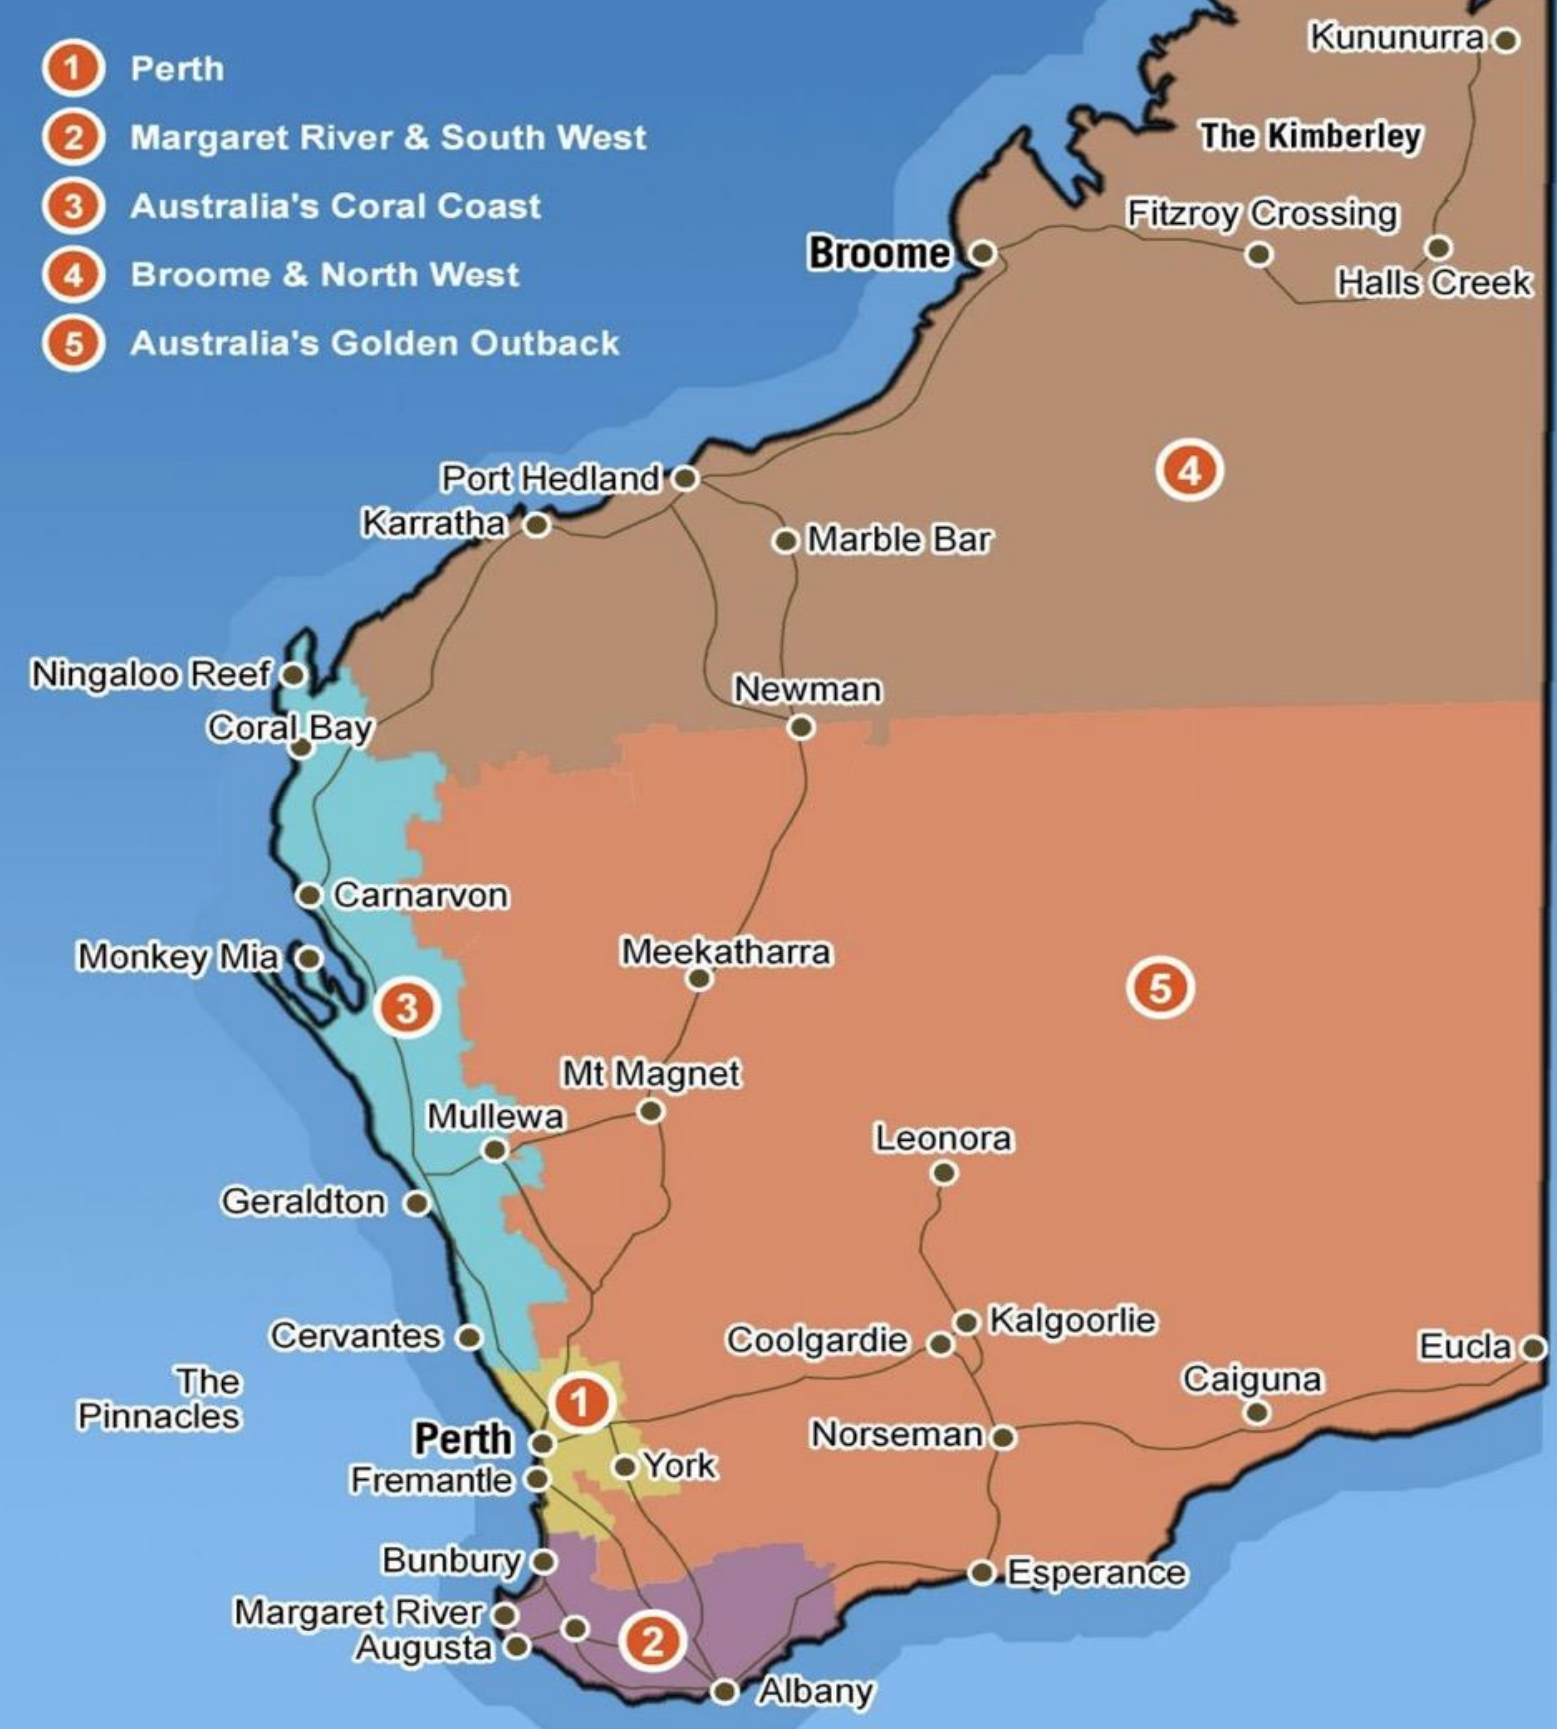 1 Perth
2 Margaret River & South West
3 Australia's Coral Coast
4 Broome & North West
5 Australia's Golden Outback
Kununurra
The Kimberley
Fitzroy Crossing
Broome
Halls Creek
4
Port Hedland
Karratha
Marble Bar
Ningaloo Reef
Newman
Coral Bay
Carnarvon
Meekatharra
Monkey Mia
5
3
Mt Magnet
Mullewa
Leonora
Geraldton
Kalgoorlie
Cervantes
Coolgardie
Eucla
The
Pinnacles
Caiguna
1
Perth
Norseman
York
Fremantle
Bunbury
Esperance
Margaret River
Augusta
2
Albany